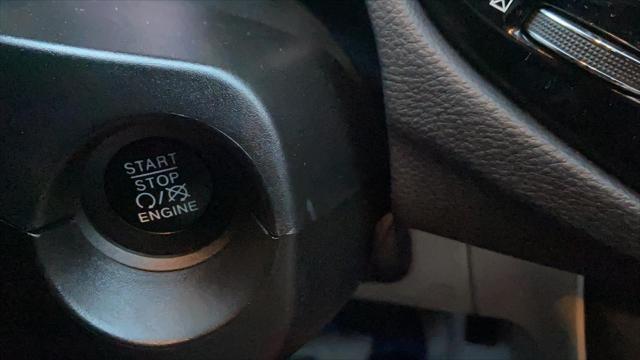 START
STOP
/
ENGINE